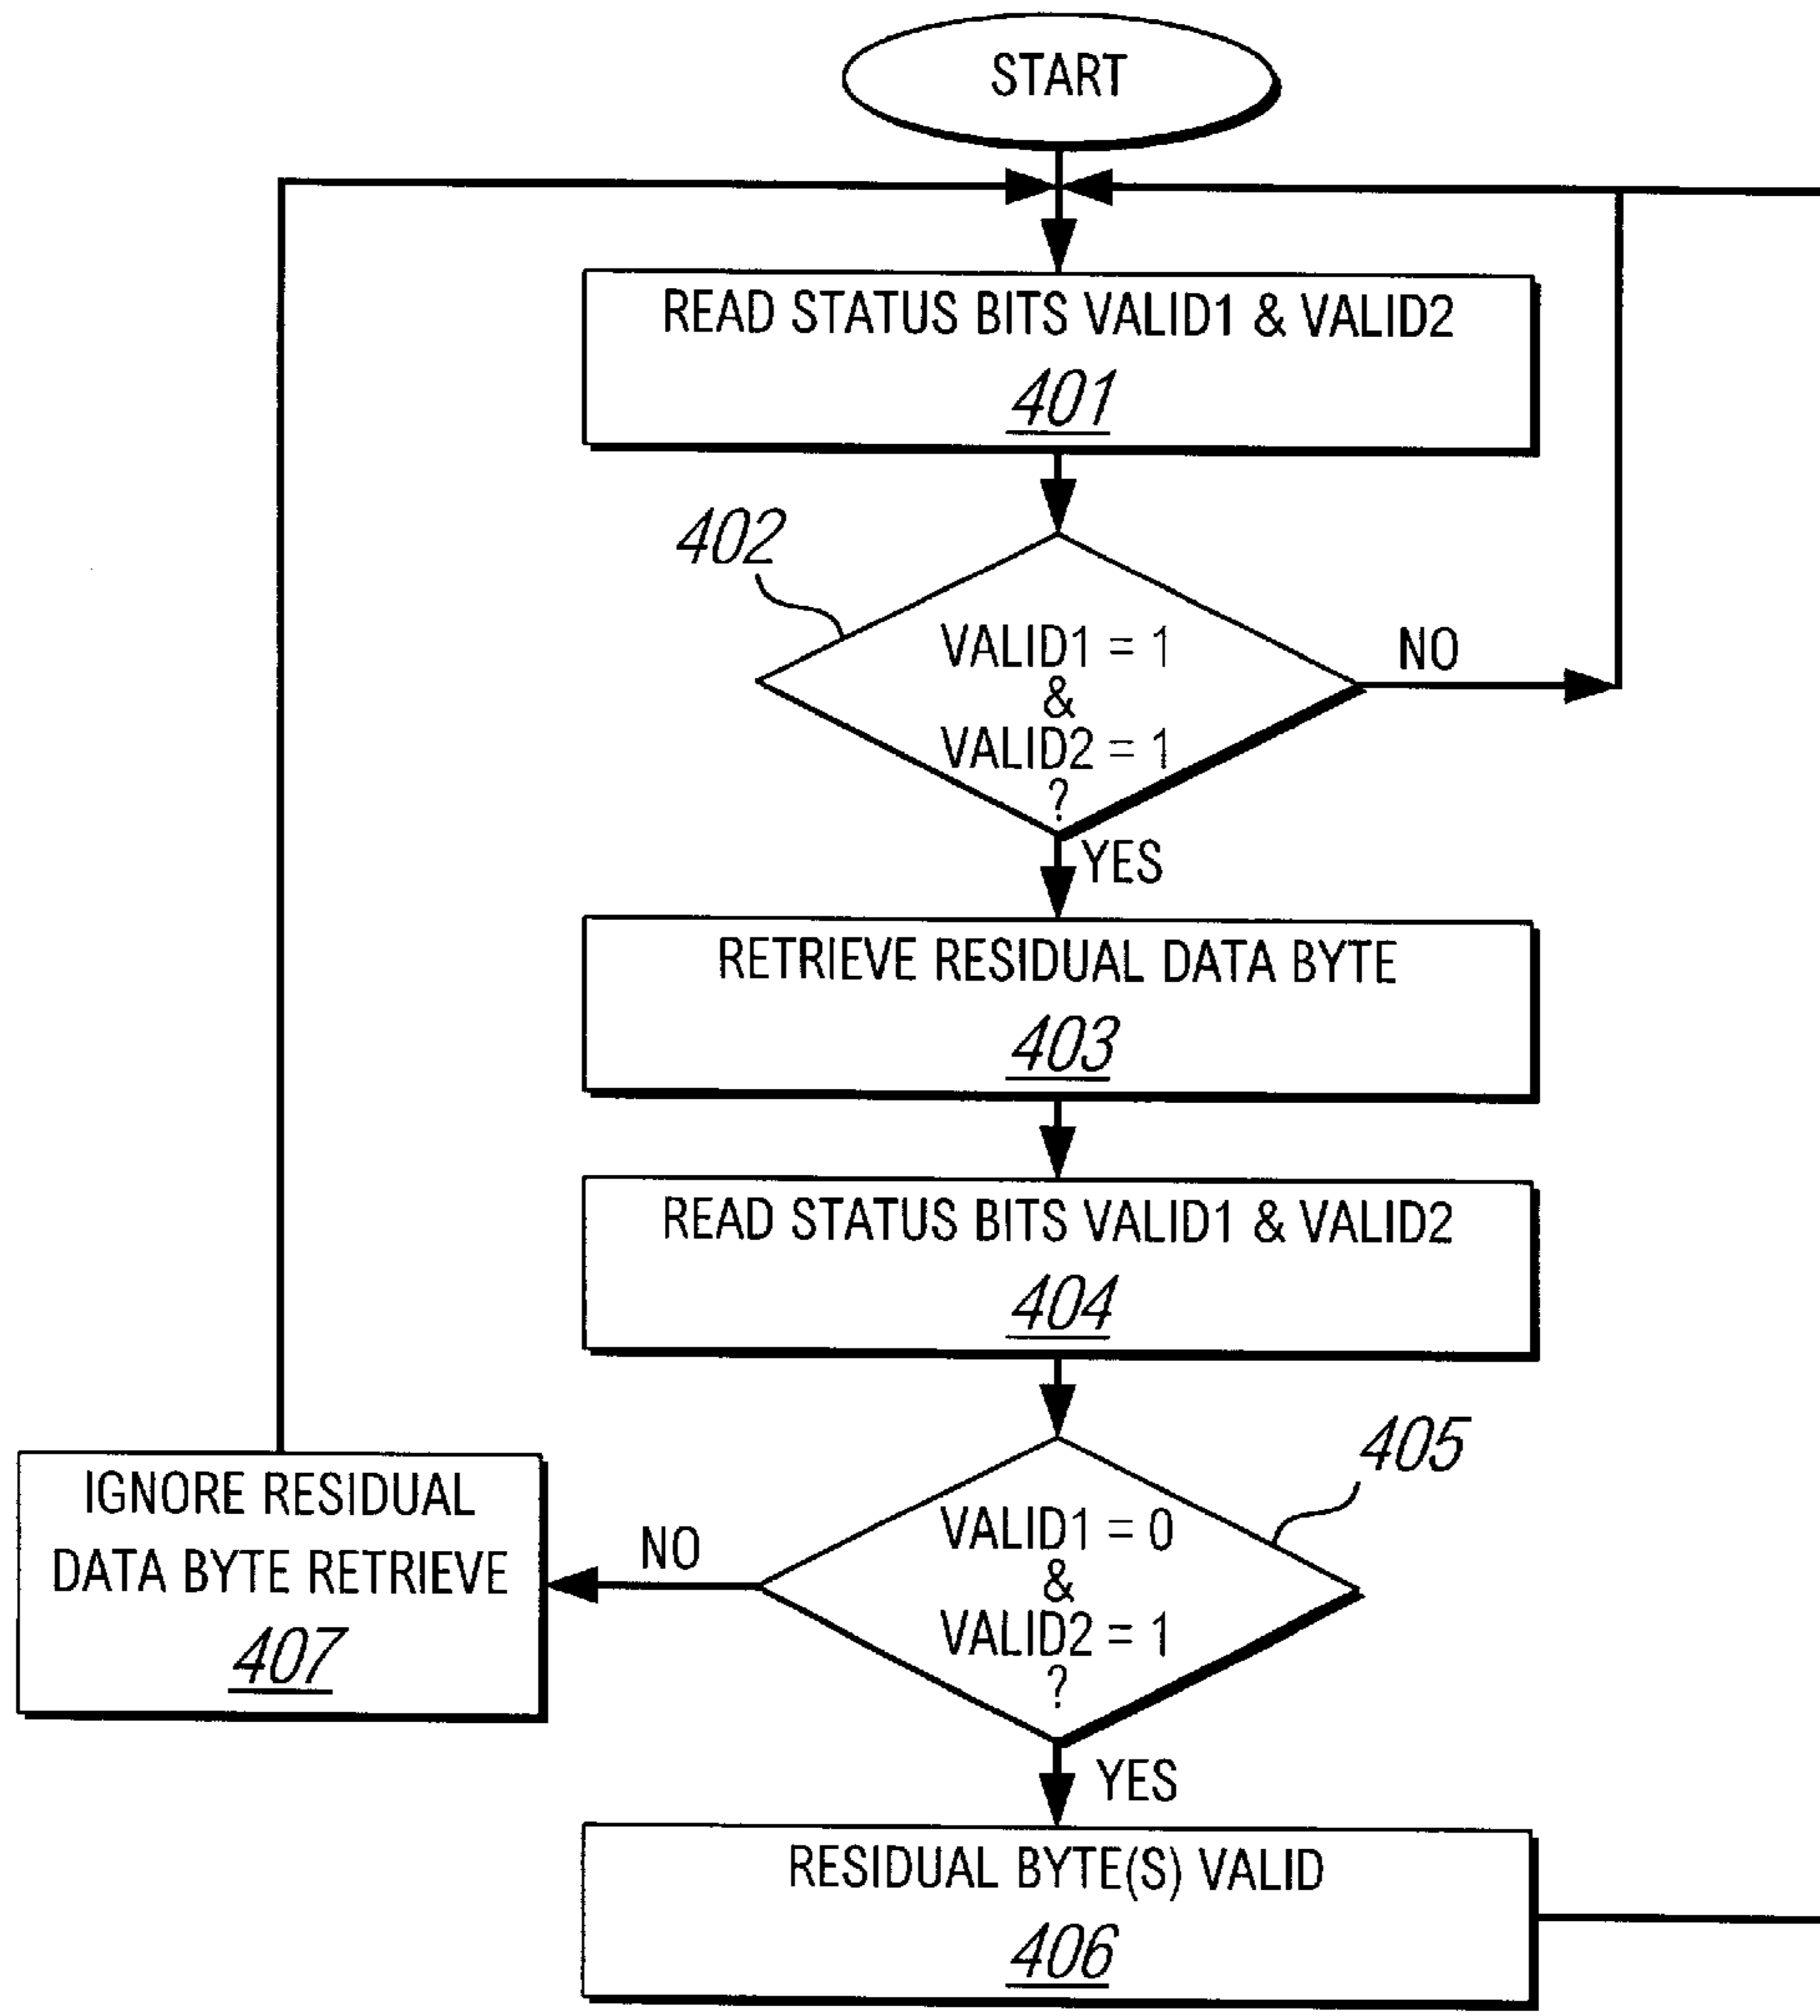 START
READ STATUS BITS VALID1 & VALID2
401
402
VALID1 = 1
&
VALID2 = 1
?
NO
YES
RETRIEVE RESIDUAL DATA BYTE
403
READ STATUS BITS VALID1 & VALID2
404
405
VALID1 = 0
&
VALID2 = 1
?
NO
IGNORE RESIDUAL
DATA BYTE RETRIEVE
407
YES
RESIDUAL BYTE(S) VALID
406